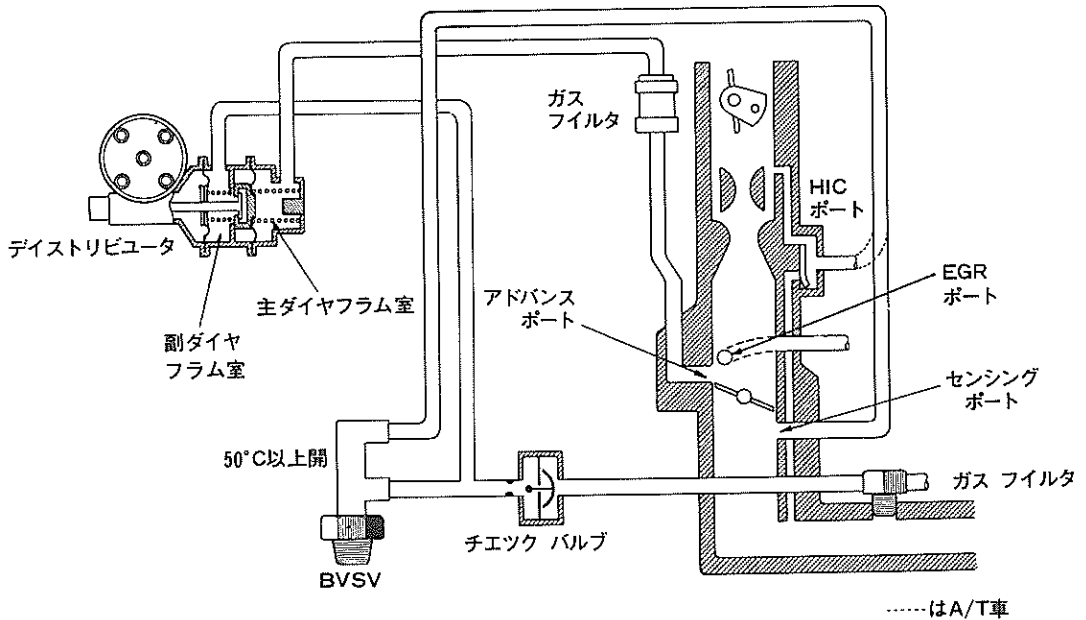 ガス
フイルタ
HIC
ポート
デイストリビユータ
主ダイヤフラム室
副ダイヤ
フラム室
アドバンス
ポート
EGR
ポート
センシング
ポート
50°C以上開
ガス フイルタ
チエツク バルブ
BVSV
------はA/T車